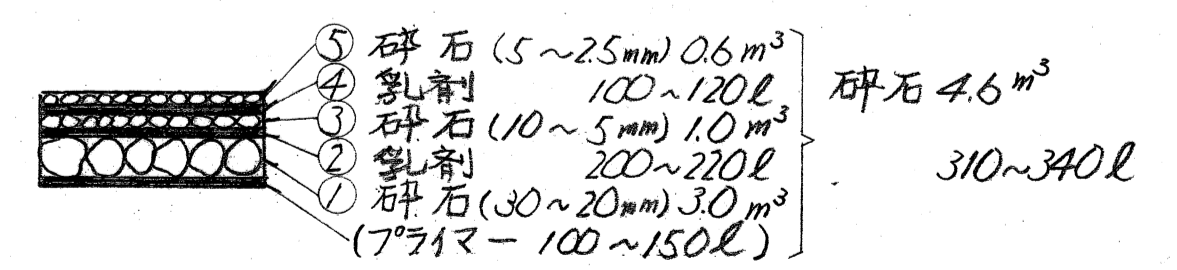 ⑤ 砕石 (5~2.5mm) 0.6m³
④ 乳剤 100~120ℓ
③ 砕石 (10~5mm) 1.0m³
② 乳剤 200~220ℓ
① 砕石 (30~20mm) 3.0m³
(プライマー 100~150ℓ)
砕石 4.6m³
310~340ℓ